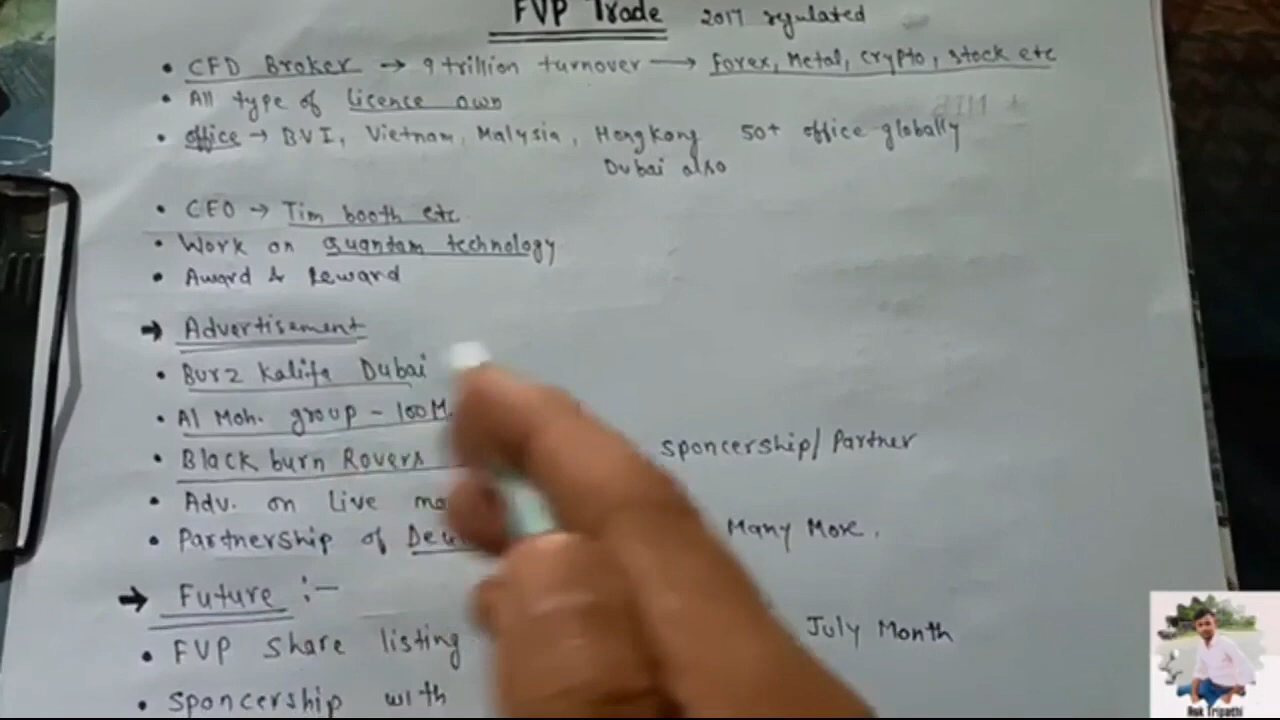 FVP Trade 2017 regulated
• CFD Broker → 9 trillion turnover → Forex, Metal, crypto, stock etc
• All type of licence own
• office → BVI, Vietnam, Malysia, Hongkong 50+ office globally
Dubai also
• CEO → Tim booth etc
• Work on quantam technology
• Award & Reward
→ Advertisement
• Burz Kalifa Dubai
• Al Moh. group - 100M.
• Black burn Rovers sponcership/Partner
• Adv. on live
• Partnership of Many More.
→ Future :-
• FVP share listing July Month
• sponcership with
Ask Tripathi